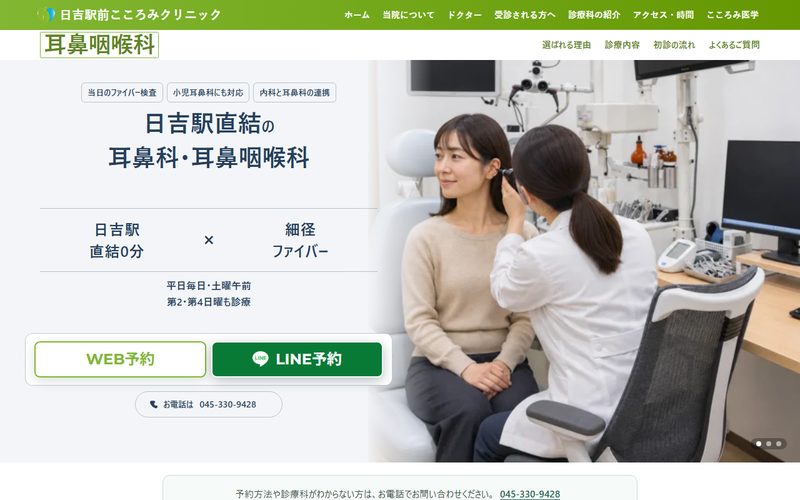 日吉駅前こころみクリニック
ホーム 当院について ドクター 受診される方へ 診療科の紹介 アクセス・時間 こころみ医学
耳鼻咽喉科
選ばれる理由 診療内容 初診の流れ よくあるご質問
当日のファイバー検査 小児耳鼻科にも対応 内科と耳鼻科の連携
日吉駅直結の
耳鼻科・耳鼻咽喉科
日吉駅
直結0分
×
細径
ファイバー
平日毎日・土曜午前
第2・第4日曜も診療
WEB予約
LINE LINE予約
お電話は 045-330-9428
予約方法や診療科がわからない方は、お電話でお問い合わせください。 045-330-9428